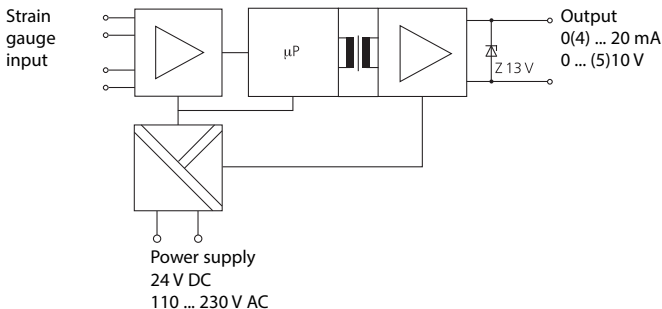 Strain
gauge
input
µP
Z 13 V
Output
0(4) ... 20 mA
0 ... (5)10 V
Power supply
24 V DC
110 ... 230 V AC